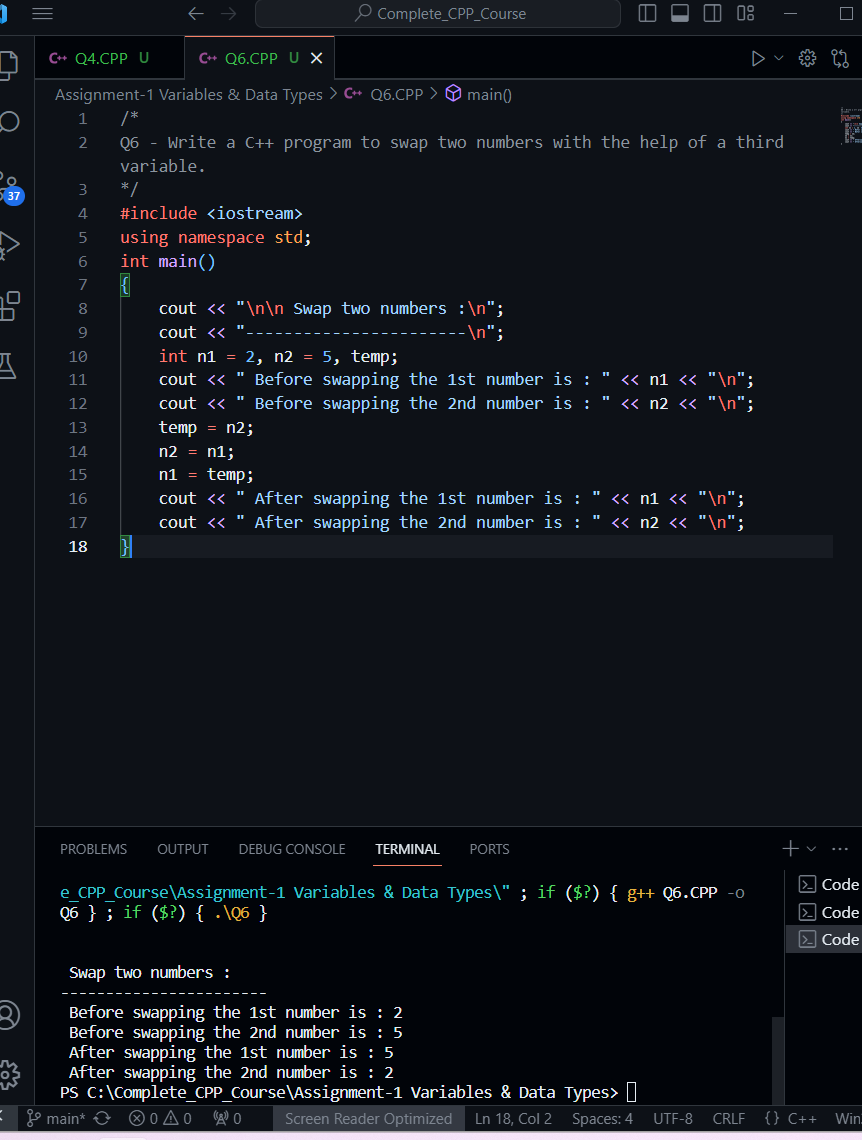 Complete_CPP_Course
C++ Q4.CPP U
C++ Q6.CPP U
Assignment-1 Variables & Data Types > C++ Q6.CPP > main()
1 /*
2 Q6 - Write a C++ program to swap two numbers with the help of a third
variable.
3 */
4 #include <iostream>
5 using namespace std;
6 int main()
7 {
8 cout << "\n\n Swap two numbers :\n";
9 cout << "-----------------------\n";
10 int n1 = 2, n2 = 5, temp;
11 cout << " Before swapping the 1st number is : " << n1 << "\n";
12 cout << " Before swapping the 2nd number is : " << n2 << "\n";
13 temp = n2;
14 n2 = n1;
15 n1 = temp;
16 cout << " After swapping the 1st number is : " << n1 << "\n";
17 cout << " After swapping the 2nd number is : " << n2 << "\n";
18 }
37
PROBLEMS OUTPUT DEBUG CONSOLE TERMINAL PORTS
e_CPP_Course\Assignment-1 Variables & Data Types\" ; if ($?) { g++ Q6.CPP -o
Q6 } ; if ($?) { .\Q6 }
Swap two numbers :
-----------------------
Before swapping the 1st number is : 2
Before swapping the 2nd number is : 5
After swapping the 1st number is : 5
After swapping the 2nd number is : 2
PS C:\Complete_CPP_Course\Assignment-1 Variables & Data Types>
Code
Code
Code
main* 0 0 0 Screen Reader Optimized Ln 18, Col 2 Spaces: 4 UTF-8 CRLF {} C++ Win